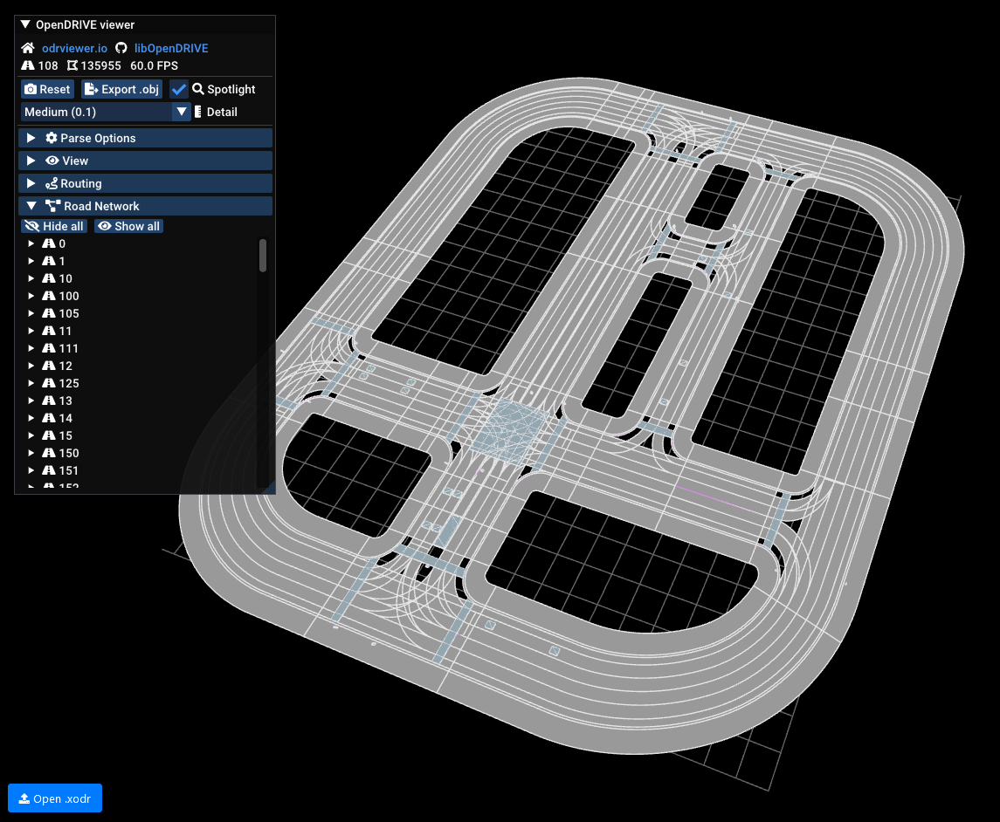 OpenDRIVE viewer
odrviewer.io libOpenDRIVE
108 135955 60.0 FPS
Reset Export .obj Spotlight
Medium (0.1) Detail
Parse Options
View
Routing
Road Network
Hide all Show all
0
1
10
100
105
11
111
12
125
13
14
15
150
151
152
Open .xodr